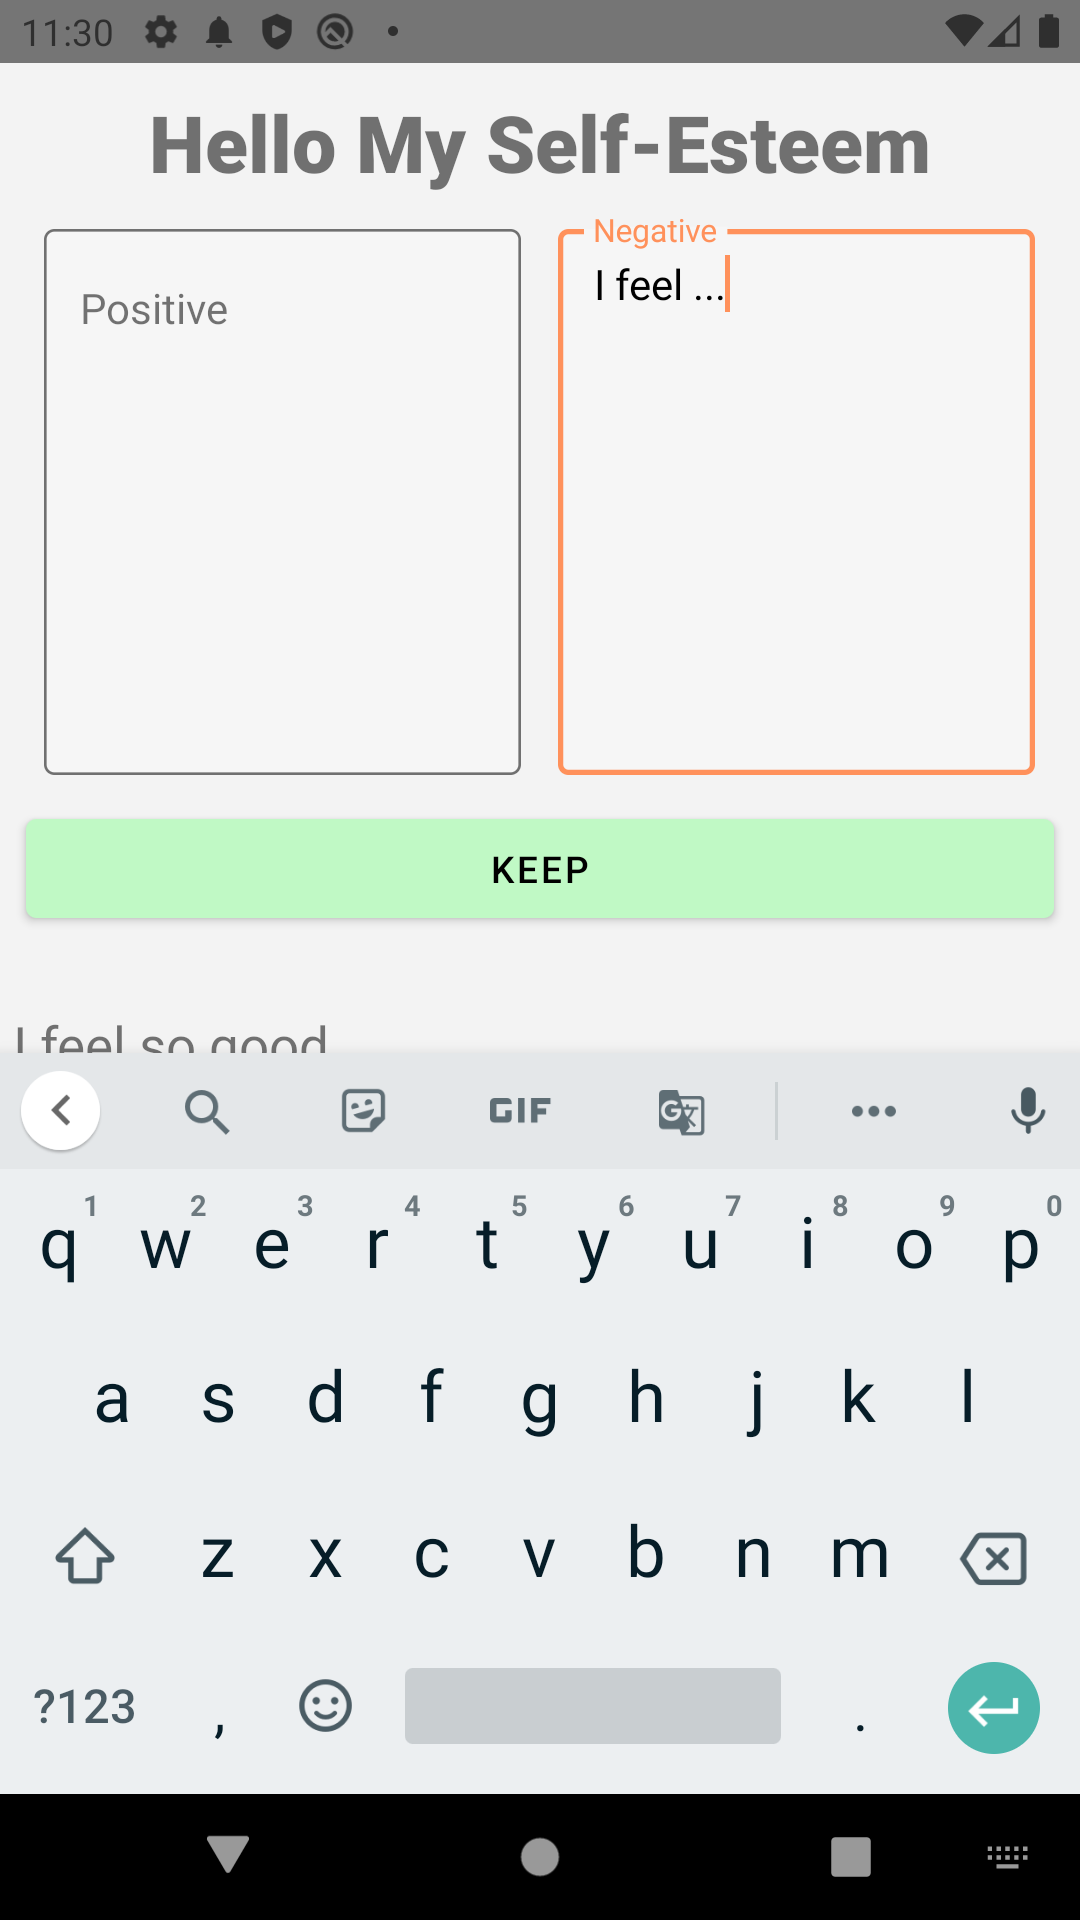 11:30
Hello My Self-Esteem
Negative
I feel ...
Positive
KEEP
I feel so good
GIF
G
1 2 3 4 5 6 7 8 9 0
q w e r t y u i o p
a s d f g h j k l
z x c v b n m
?123 , .